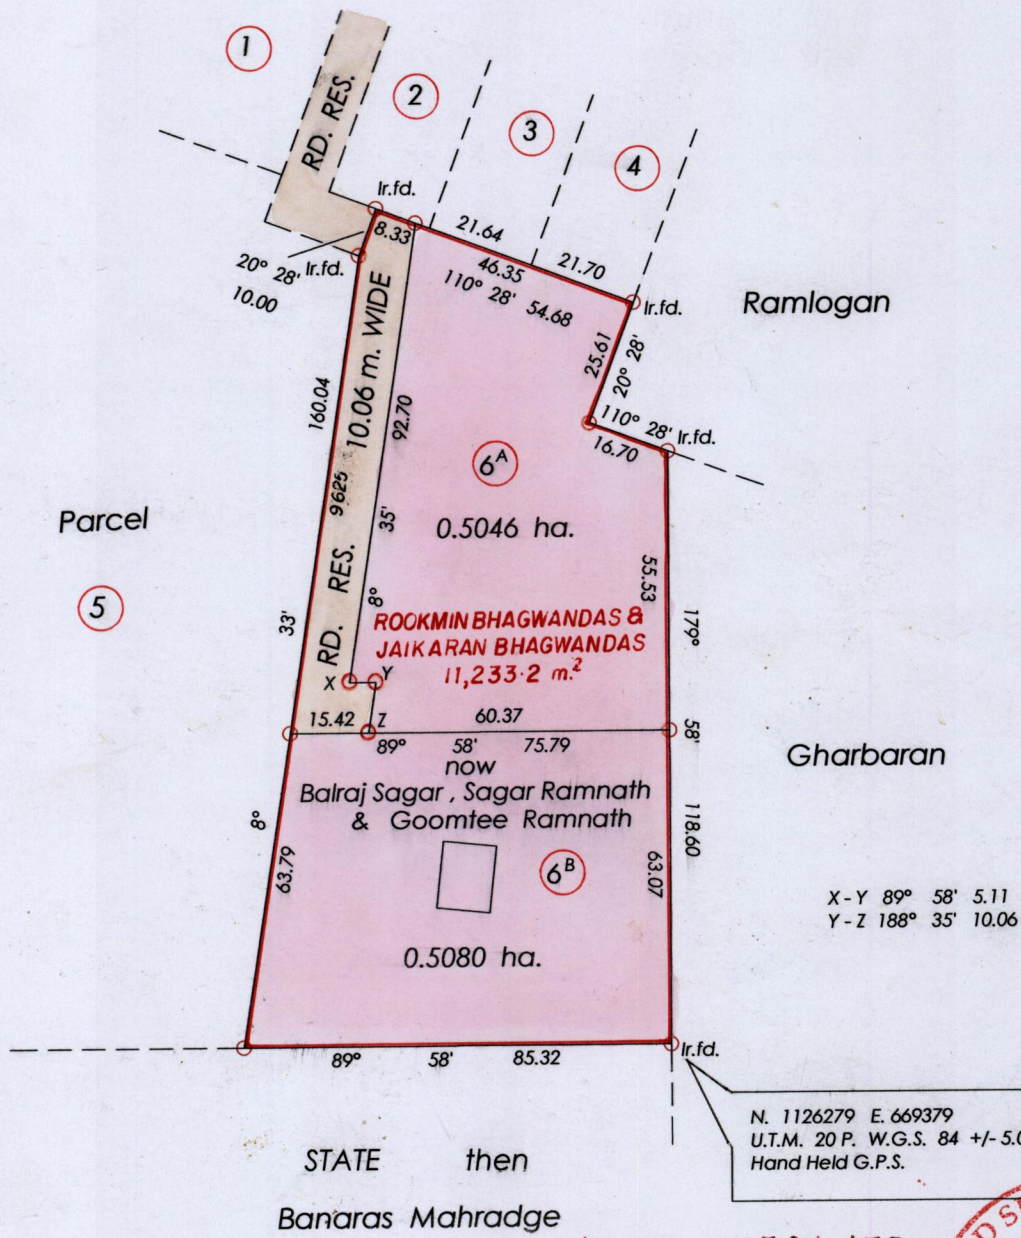 1
2
3
4
RD. RES.
Ir.fd.
8.33
21.64
46.35
21.70
110° 28' 54.68
20° 28'
10.00
Ir.fd.
Ir.fd.
Ramlogan
25.61
20° 28'
110° 28'
16.70
Ir.fd.
160.04
10.06 m. WIDE
92.70
6A
0.5046 ha.
9625
35'
8°
Parcel
5
33'
RD. RES.
55.53
179°
ROOKMIN BHAGWANDAS &
JAIKARAN BHAGWANDAS
11,233·2 m.²
X
Y
15.42
Z
60.37
89° 58' 75.79
58'
now
Balraj Sagar , Sagar Ramnath
& Goomtee Ramnath
Gharbaran
8°
63.79
6B
63.07
118.60
X - Y 89° 58' 5.11
Y - Z 188° 35' 10.06
0.5080 ha.
89° 58' 85.32
Ir.fd.
N. 1126279 E. 669379
U.T.M. 20 P. W.G.S. 84 +/- 5.0
Hand Held G.P.S.
STATE then
Banaras Mahradge